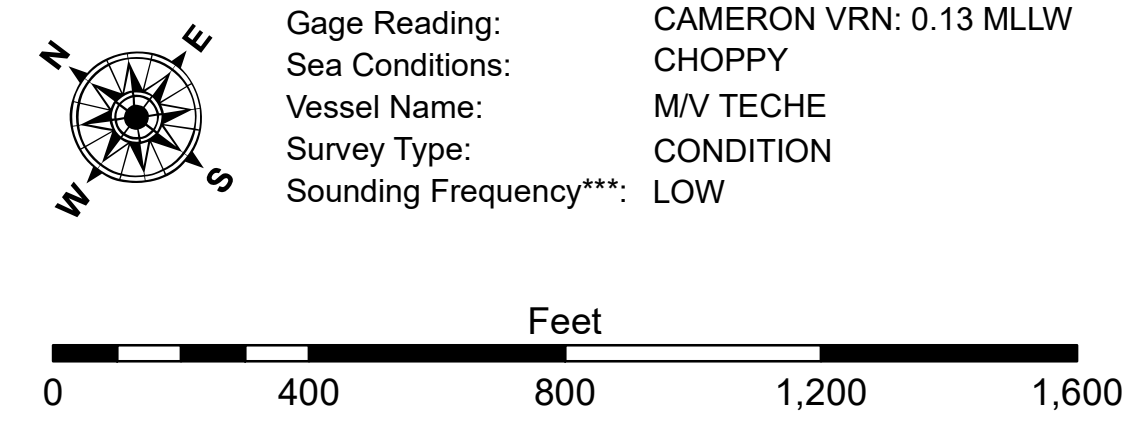 N
E
W
S
Gage Reading: CAMERON VRN: 0.13 MLLW
Sea Conditions: CHOPPY
Vessel Name: M/V TECHE
Survey Type: CONDITION
Sounding Frequency***: LOW
Feet
0 400 800 1,200 1,600